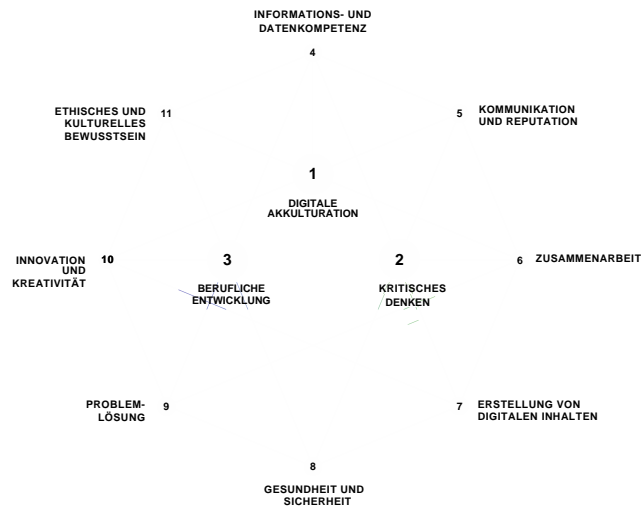 INFORMATIONS- UND
DATENKOMPETENZ
4
ETHISCHES UND
KULTURELLES
BEWUSSTSEIN
11
5
KOMMUNIKATION
UND REPUTATION
1
DIGITALE
AKKULTURATION
INNOVATION
UND
KREATIVITÄT
10
3
BERUFLICHE
ENTWICKLUNG
2
KRITISCHES
DENKEN
6
ZUSAMMENARBEIT
PROBLEM-
LÖSUNG
9
7
ERSTELLUNG VON
DIGITALEN INHALTEN
8
GESUNDHEIT UND
SICHERHEIT